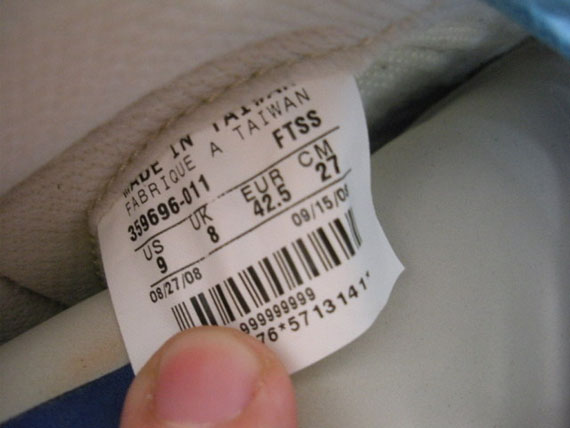 MADE IN TAIWAN
FABRIQUE A TAIWAN
359696-011 FTSS
US UK EUR CM
9 8 42.5 27
08/27/08 09/15/0
999999999
76*5713141*